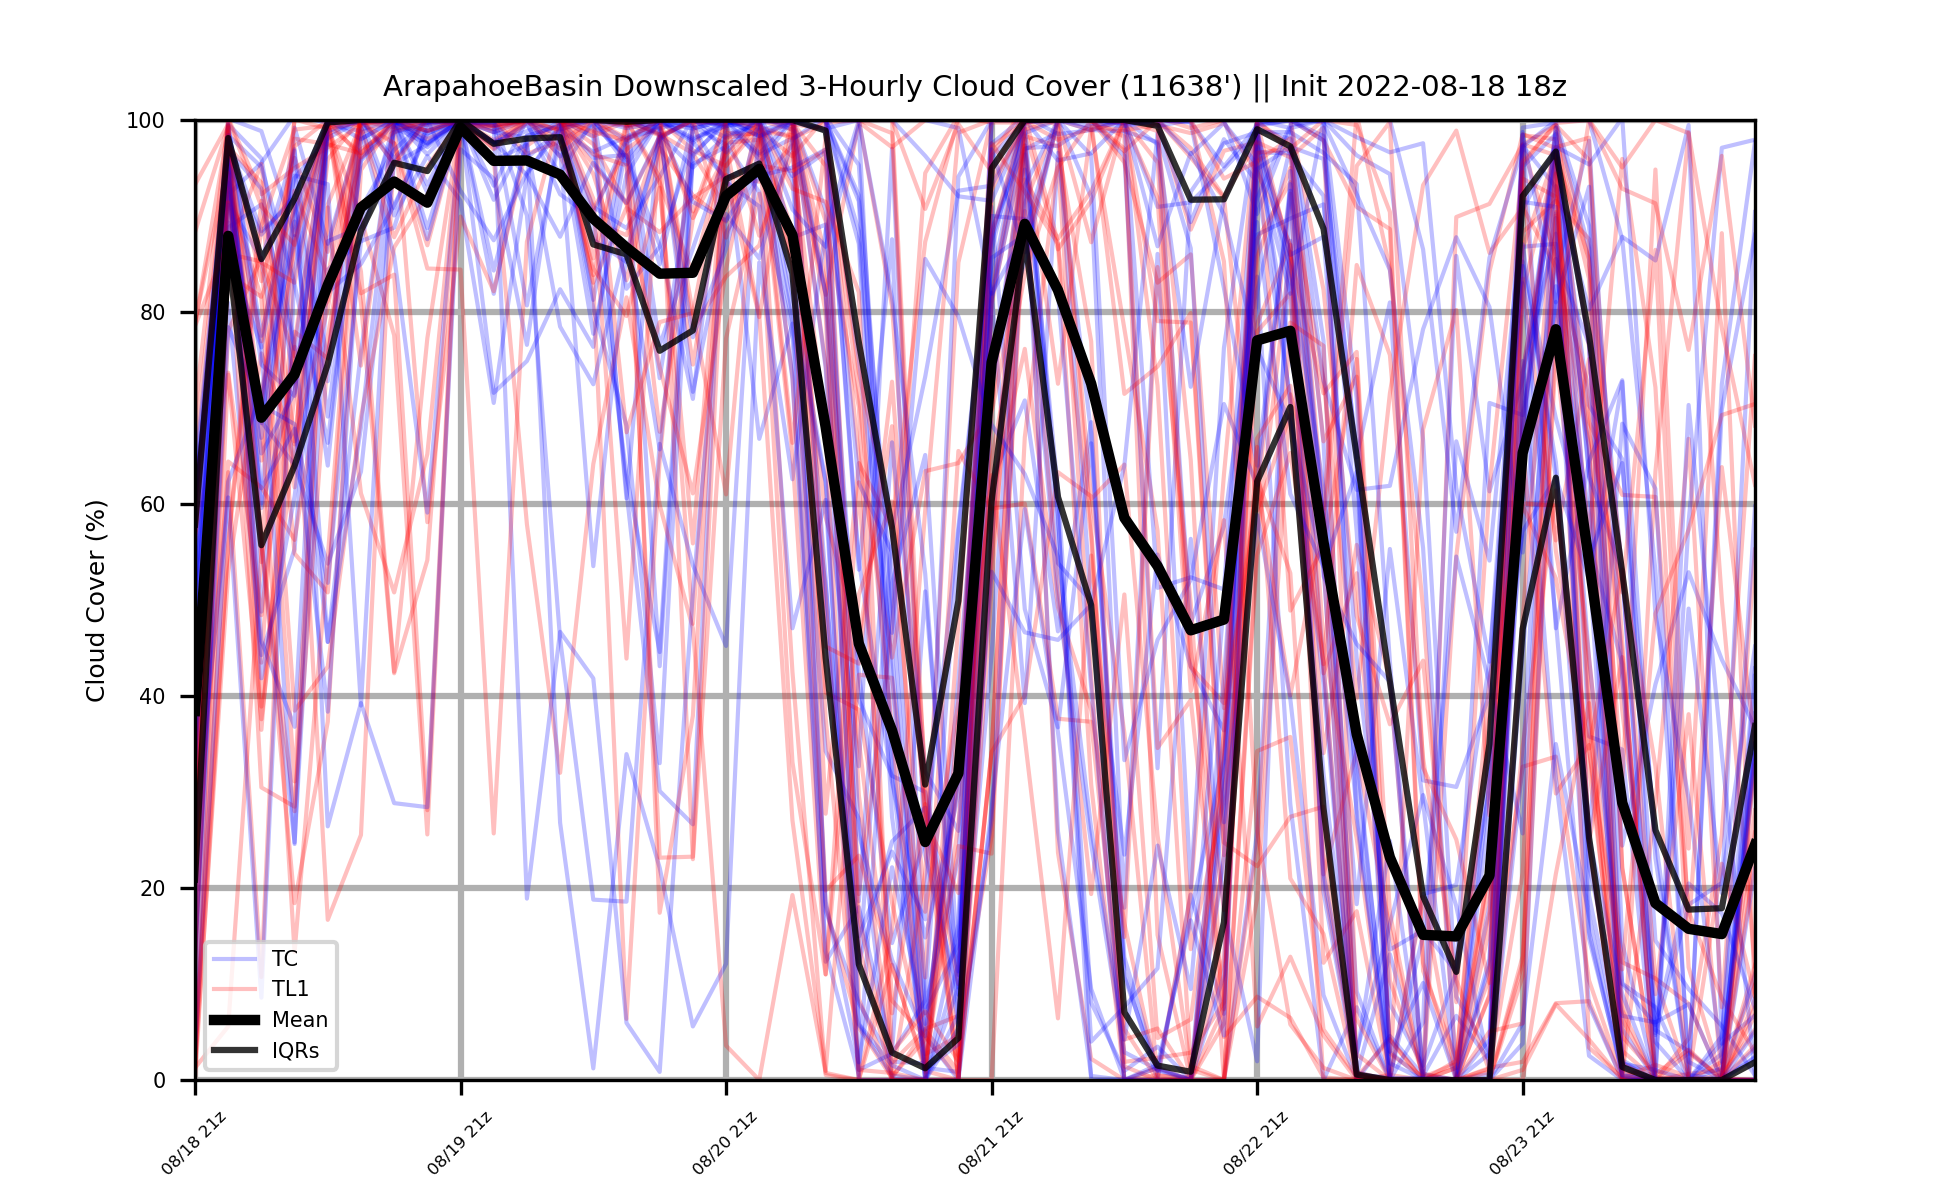 ArapahoeBasin Downscaled 3-Hourly Cloud Cover (11638') || Init 2022-08-18 18z
Cloud Cover (%)
100
80
60
40
20
0
TC
TL1
Mean
IQRs
08/18 21z
08/19 21z
08/20 21z
08/21 21z
08/22 21z
08/23 21z